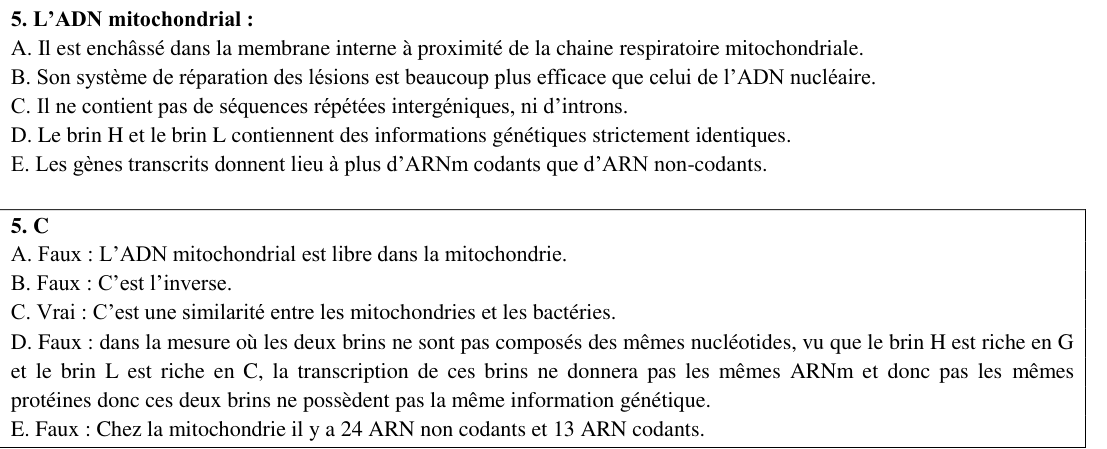 5. L’ADN mitochondrial :
A. Il est enchâssé dans la membrane interne à proximité de la chaine respiratoire mitochondriale.
B. Son système de réparation des lésions est beaucoup plus efficace que celui de l’ADN nucléaire.
C. Il ne contient pas de séquences répétées intergéniques, ni d’introns.
D. Le brin H et le brin L contiennent des informations génétiques strictement identiques.
E. Les gènes transcrits donnent lieu à plus d’ARNm codants que d’ARN non-codants.
5. C
A. Faux : L’ADN mitochondrial est libre dans la mitochondrie.
B. Faux : C’est l’inverse.
C. Vrai : C’est une similarité entre les mitochondries et les bactéries.
D. Faux : dans la mesure où les deux brins ne sont pas composés des mêmes nucléotides, vu que le brin H est riche en G
et le brin L est riche en C, la transcription de ces brins ne donnera pas les mêmes ARNm et donc pas les mêmes
protéines donc ces deux brins ne possèdent pas la même information génétique.
E. Faux : Chez la mitochondrie il y a 24 ARN non codants et 13 ARN codants.